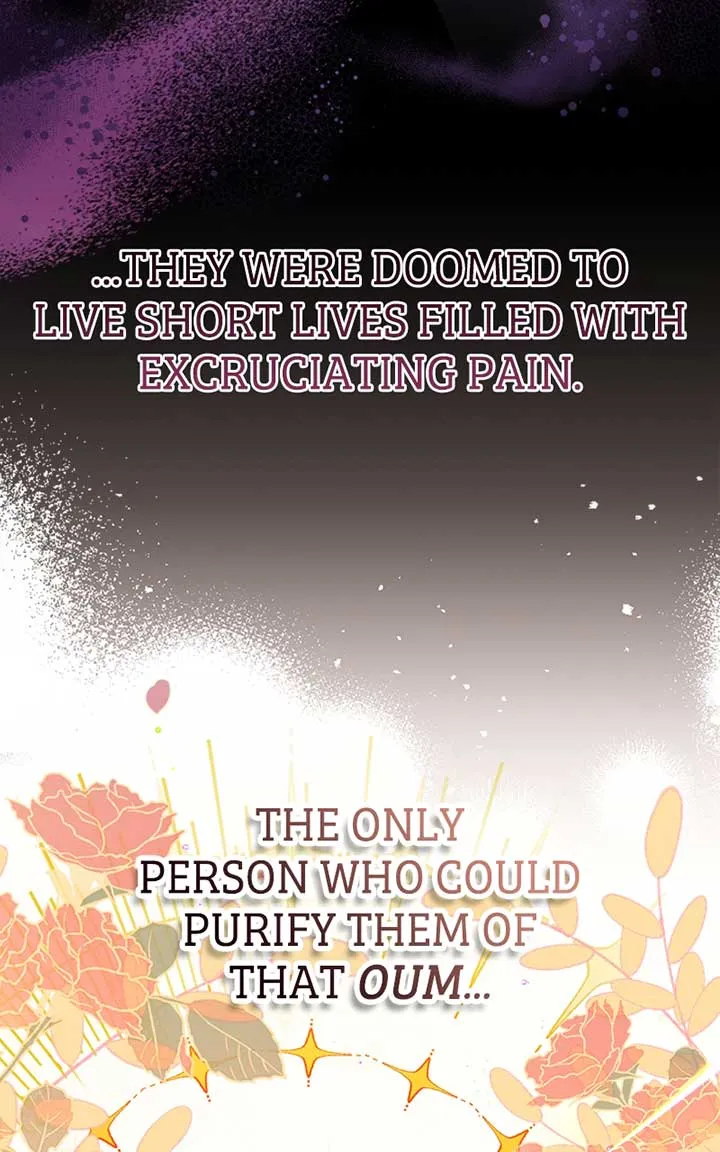 ...THEY WERE DOOMED TO
LIVE SHORT LIVES FILLED WITH
EXCRUCIATING PAIN.
THE ONLY
PERSON WHO COULD
PURIFY THEM OF
THAT OUM...